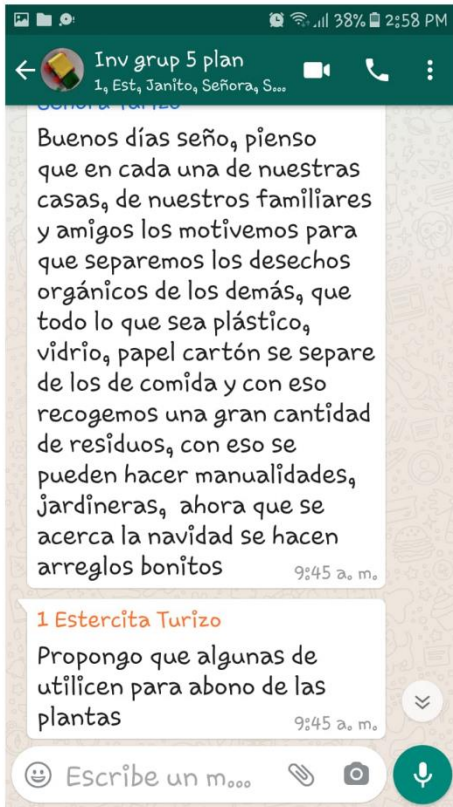 38% 2:58 PM
Inv grup 5 plan
1, Est, Janito, Señora, S...
Señora Turizo
Buenos días seño, pienso
que en cada una de nuestras
casas, de nuestros familiares
y amigos los motivemos para
que separemos los desechos
orgánicos de los demás, que
todo lo que sea plástico,
vidrio, papel cartón se separe
de los de comida y con eso
recogemos una gran cantidad
de residuos, con eso se
pueden hacer manualidades,
jardineras, ahora que se
acerca la navidad se hacen
arreglos bonitos
9:45 a. m.
1 Estercita Turizo
Propongo que algunas de
utilicen para abono de las
plantas
9:45 a. m.
Escribe un m...